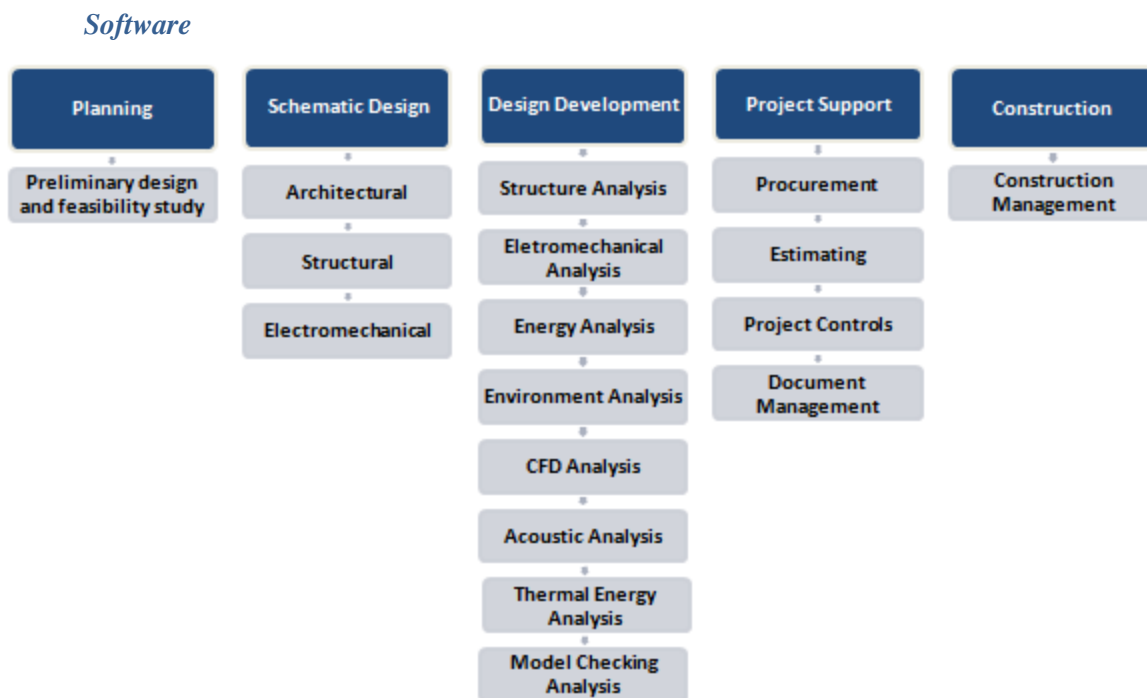 Software
Planning
Preliminary design
and feasibility study
Schematic Design
Architectural
Structural
Electromechanical
Design Development
Structure Analysis
Eletromechanical
Analysis
Energy Analysis
Environment Analysis
CFD Analysis
Acoustic Analysis
Thermal Energy
Analysis
Model Checking
Analysis
Project Support
Procurement
Estimating
Project Controls
Document
Management
Construction
Construction
Management